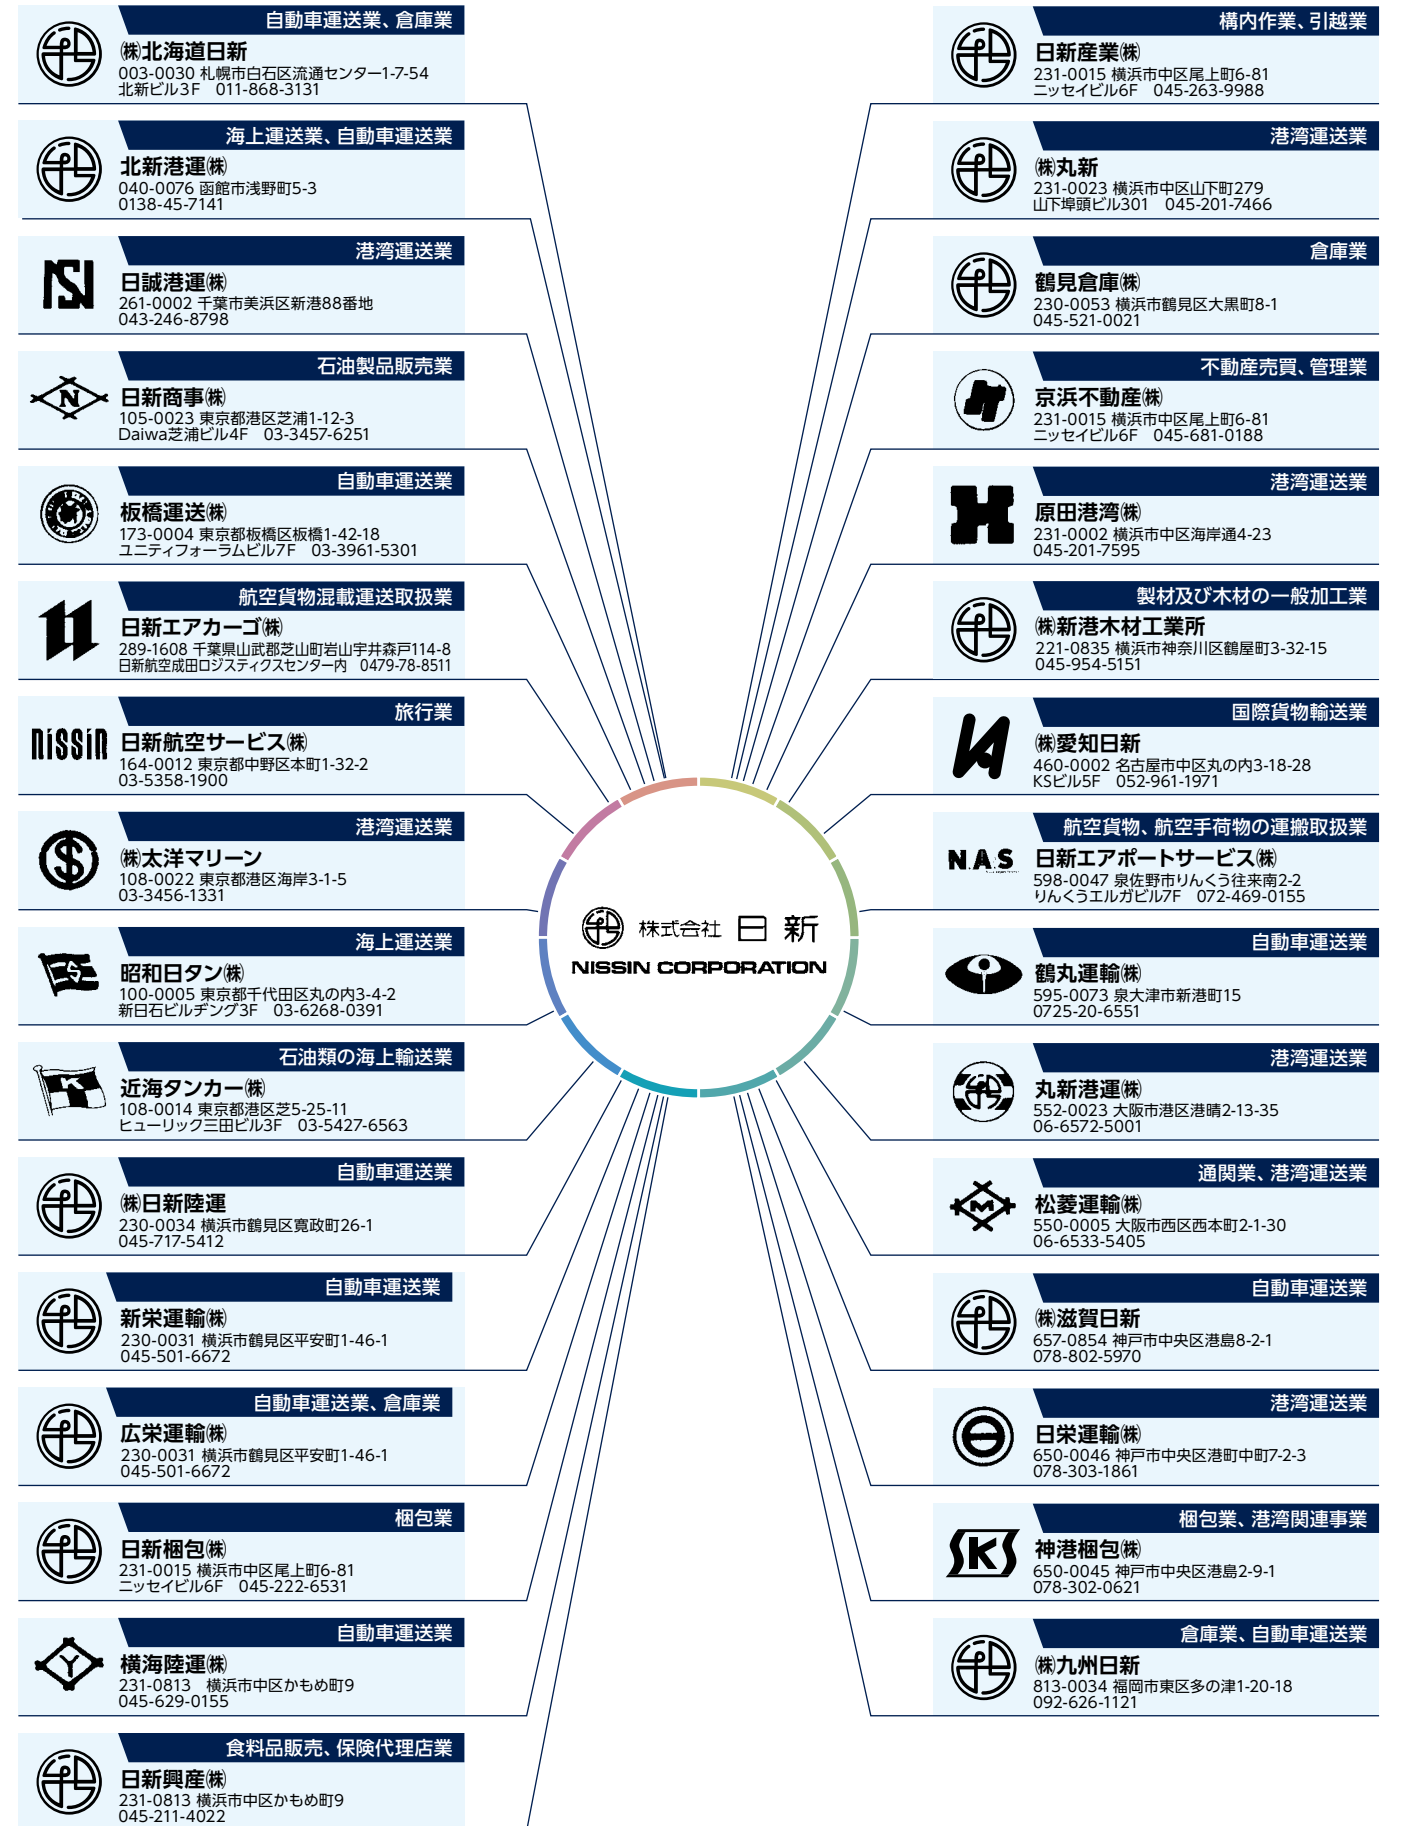 自動車運送業、倉庫業
㈱北海道日新
003-0030 札幌市白石区流通センター1-7-54
北新ビル3F 011-868-3131
海上運送業、自動車運送業
北新港運㈱
040-0076 函館市浅野町5-3
0138-45-7141
港湾運送業
日誠港運㈱
261-0002 千葉市美浜区新港88番地
043-246-8798
石油製品販売業
N
日新商事㈱
105-0023 東京都港区芝浦1-12-3
Daiwa芝浦ビル4F 03-3457-6251
自動車運送業
板橋運送㈱
173-0004 東京都板橋区板橋1-42-18
ユニティフォーラムビル7F 03-3961-5301
航空貨物混載運送取扱業
日新エアカーゴ㈱
289-1608 千葉県山武郡芝山町岩山宇井森戸114-8
日新航空成田ロジスティクスセンター内 0479-78-8511
旅行業
nissin
日新航空サービス㈱
164-0012 東京都中野区本町1-32-2
03-5358-1900
港湾運送業
㈱太洋マリーン
108-0022 東京都港区海岸3-1-5
03-3456-1331
海上運送業
S
昭和日タン㈱
100-0005 東京都千代田区丸の内3-4-2
新日石ビルヂング3F 03-6268-0391
石油類の海上輸送業
K
近海タンカー㈱
108-0014 東京都港区芝5-25-11
ヒューリック三田ビル3F 03-5427-6563
自動車運送業
㈱日新陸運
230-0034 横浜市鶴見区寛政町26-1
045-717-5412
自動車運送業
新栄運輸㈱
230-0031 横浜市鶴見区平安町1-46-1
045-501-6672
自動車運送業、倉庫業
広栄運輸㈱
230-0031 横浜市鶴見区平安町1-46-1
045-501-6672
梱包業
日新梱包㈱
231-0015 横浜市中区尾上町6-81
ニッセイビル6F 045-222-6531
自動車運送業
Y
横海陸運㈱
231-0813 横浜市中区かもめ町9
045-629-0155
食料品販売、保険代理店業
日新興産㈱
231-0813 横浜市中区かもめ町9
045-211-4022
株式会社 日新
NISSIN CORPORATION
構内作業、引越業
日新産業㈱
231-0015 横浜市中区尾上町6-81
ニッセイビル6F 045-263-9988
港湾運送業
㈱丸新
231-0023 横浜市中区山下町279
山下埠頭ビル301 045-201-7466
倉庫業
鶴見倉庫㈱
230-0053 横浜市鶴見区大黒町8-1
045-521-0021
不動産売買、管理業
京浜不動産㈱
231-0015 横浜市中区尾上町6-81
ニッセイビル6F 045-681-0188
港湾運送業
H
原田港湾㈱
231-0002 横浜市中区海岸通4-23
045-201-7595
製材及び木材の一般加工業
㈱新港木材工業所
221-0835 横浜市神奈川区鶴屋町3-32-15
045-954-5151
国際貨物輸送業
㈱愛知日新
460-0002 名古屋市中区丸の内3-18-28
KSビル5F 052-961-1971
航空貨物、航空手荷物の運搬取扱業
N.A.S
日新エアポートサービス㈱
598-0047 泉佐野市りんくう往来南2-2
りんくうエルガビル7F 072-469-0155
自動車運送業
鶴丸運輸㈱
595-0073 泉大津市新港町15
0725-20-6551
港湾運送業
丸新港運㈱
552-0023 大阪市港区港晴2-13-35
06-6572-5001
通関業、港湾運送業
M
松菱運輸㈱
550-0005 大阪市西区西本町2-1-30
06-6533-5405
自動車運送業
㈱滋賀日新
657-0854 神戸市中央区港島8-2-1
078-802-5970
港湾運送業
日栄運輸㈱
650-0046 神戸市中央区港町中町7-2-3
078-303-1861
梱包業、港湾関連事業
SKS
神港梱包㈱
650-0045 神戸市中央区港島2-9-1
078-302-0621
倉庫業、自動車運送業
㈱九州日新
813-0034 福岡市東区多の津1-20-18
092-626-1121